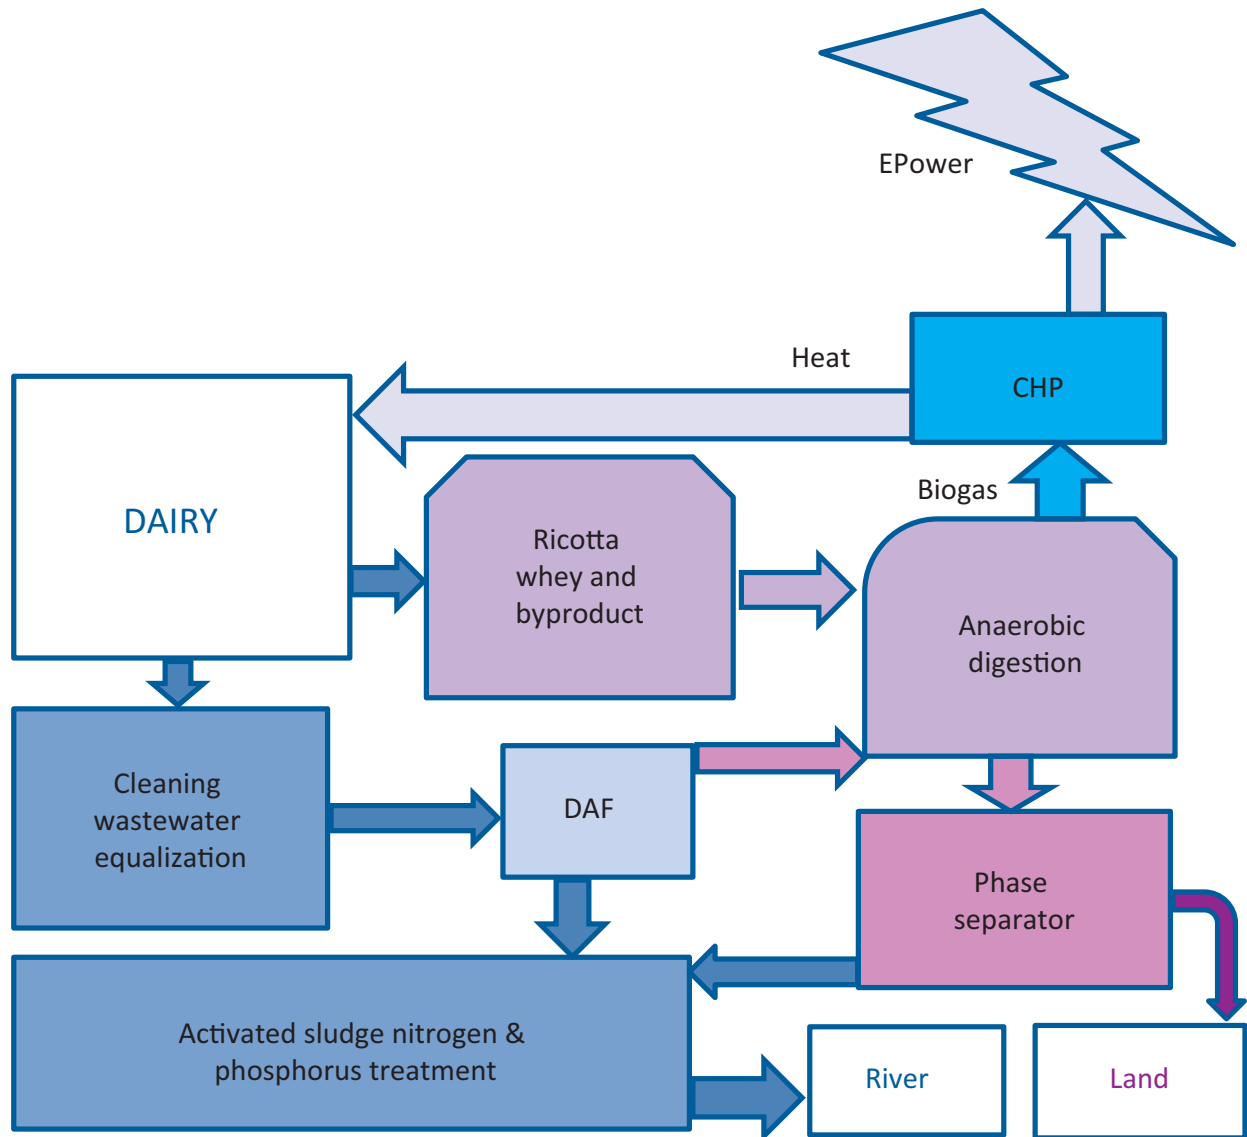 EPower
Heat
CHP
DAIRY
Biogas
Ricotta
whey and
byproduct
Anaerobic
digestion
Cleaning
wastewater
equalization
DAF
Phase
separator
Activated sludge nitrogen &
phosphorus treatment
River
Land